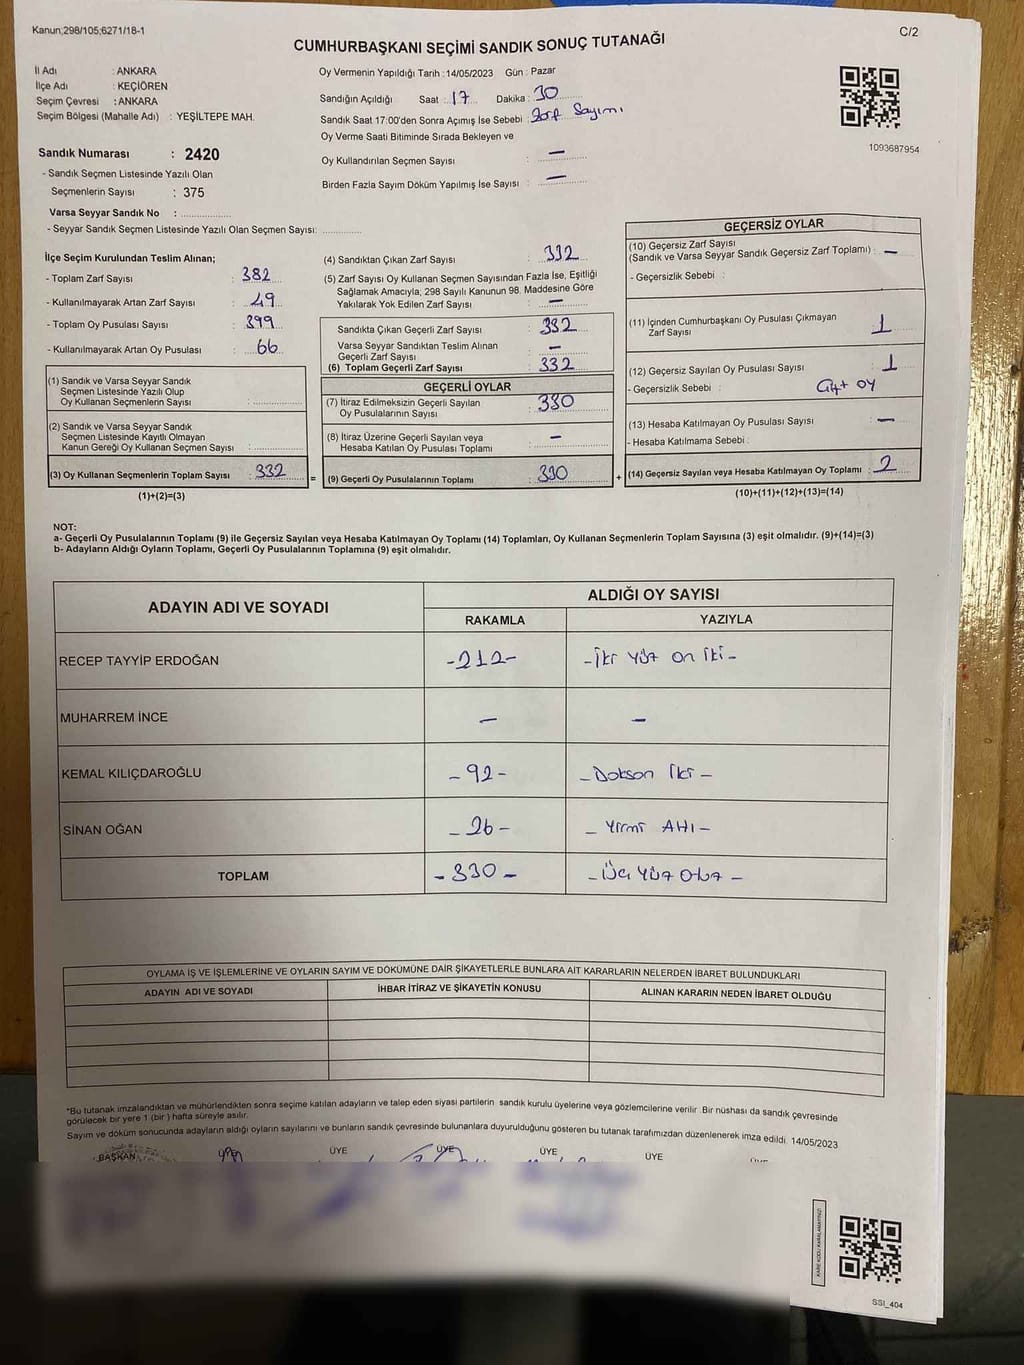 Kanun;298/105;6271/18-1
C/2
CUMHURBAŞKANI SEÇİMİ SANDIK SONUÇ TUTANAĞI
İl Adı : ANKARA
İlçe Adı : KEÇİÖREN
Seçim Çevresi : ANKARA
Seçim Bölgesi (Mahalle Adı) : YEŞİLTEPE MAH.
Sandık Numarası : 2420
- Sandık Seçmen Listesinde Yazılı Olan
Seçmenlerin Sayısı : 375
Varsa Seyyar Sandık No :
- Seyyar Sandık Seçmen Listesinde Yazılı Olan Seçmen Sayısı:
Oy Vermenin Yapıldığı Tarih : 14/05/2023 Gün : Pazar
Sandığın Açıldığı Saat : 17 Dakika : 30
Sandık Saat 17:00'den Sonra Açımış İse Sebebi : Zarf Sayımı
Oy Verme Saati Bitiminde Sırada Bekleyen ve
Oy Kullandırılan Seçmen Sayısı : —
Birden Fazla Sayım Döküm Yapılmış İse Sayısı : —
1093687954
İlçe Seçim Kurulundan Teslim Alınan;
- Toplam Zarf Sayısı : 382
- Kullanılmayarak Artan Zarf Sayısı : 49
- Toplam Oy Pusulası Sayısı : 399
- Kullanılmayarak Artan Oy Pusulası : 66
(1) Sandık ve Varsa Seyyar Sandık
Seçmen Listesinde Yazılı Olup
Oy Kullanan Seçmenlerin Sayısı :
(2) Sandık ve Varsa Seyyar Sandık
Seçmen Listesinde Kayıtlı Olmayan
Kanun Gereği Oy Kullanan Seçmen Sayısı :
(3) Oy Kullanan Seçmenlerin Toplam Sayısı : 332
(1)+(2)=(3)
(4) Sandıktan Çıkan Zarf Sayısı : 332
(5) Zarf Sayısı Oy Kullanan Seçmen Sayısından Fazla İse, Eşitliği
Sağlamak Amacıyla; 298 Sayılı Kanunun 98. Maddesine Göre
Yakılarak Yok Edilen Zarf Sayısı : —
Sandıkta Çıkan Geçerli Zarf Sayısı : 332
Varsa Seyyar Sandıktan Teslim Alınan
Geçerli Zarf Sayısı : —
(6) Toplam Geçerli Zarf Sayısı : 332
GEÇERLİ OYLAR
(7) İtiraz Edilmeksizin Geçerli Sayılan
Oy Pusulalarının Sayısı : 330
(8) İtiraz Üzerine Geçerli Sayılan veya
Hesaba Katılan Oy Pusulası Toplamı : —
= (9) Geçerli Oy Pusulalarının Toplamı : 330 +
GEÇERSİZ OYLAR
(10) Geçersiz Zarf Sayısı
(Sandık ve Varsa Seyyar Sandık Geçersiz Zarf Toplamı) : —
- Geçersizlik Sebebi :
(11) İçinden Cumhurbaşkanı Oy Pusulası Çıkmayan
Zarf Sayısı : 1
(12) Geçersiz Sayılan Oy Pusulası Sayısı : 1
- Geçersizlik Sebebi : Çift oy
(13) Hesaba Katılmayan Oy Pusulası Sayısı : —
- Hesaba Katılmama Sebebi :
(14) Geçersiz Sayılan veya Hesaba Katılmayan Oy Toplamı : 2
(10)+(11)+(12)+(13)=(14)
NOT:
a- Geçerli Oy Pusulalarının Toplamı (9) ile Geçersiz Sayılan veya Hesaba Katılmayan Oy Toplamı (14) Toplamları, Oy Kullanan Seçmenlerin Toplam Sayısına (3) eşit olmalıdır. (9)+(14)=(3)
b- Adayların Aldığı Oyların Toplamı, Geçerli Oy Pusulalarının Toplamına (9) eşit olmalıdır.
ADAYIN ADI VE SOYADI
ALDIĞI OY SAYISI
RAKAMLA YAZIYLA
RECEP TAYYİP ERDOĞAN -212- -İki yüz on iki-
MUHARREM İNCE — —
KEMAL KILIÇDAROĞLU -92- -Doksan İki-
SİNAN OĞAN -26- -Yirmi Altı-
TOPLAM -330- -Üç Yüz Otuz-
OYLAMA İŞ VE İŞLEMLERİNE VE OYLARIN SAYIM VE DÖKÜMÜNE DAİR ŞİKAYETLERLE BUNLARA AİT KARARLARIN NELERDEN İBARET BULUNDUKLARI
ADAYIN ADI VE SOYADI İHBAR İTİRAZ VE ŞİKAYETİN KONUSU ALINAN KARARIN NEDEN İBARET OLDUĞU
*Bu tutanak imzalandıktan ve mühürlendikten sonra seçime katılan adayların ve talep eden siyasi partilerin sandık kurulu üyelerine veya gözlemcilerine verilir. Bir nüshası da sandık çevresinde
görülecek bir yere 1 (bir) hafta süreyle asılır.
Sayım ve döküm sonucunda adayların aldığı oyların sayılarını ve bunların sandık çevresinde bulunanlara duyurulduğunu gösteren bu tutanak tarafımızdan düzenlenerek imza edildi. 14/05/2023
BAŞKAN ÜYE ÜYE ÜYE ÜYE ÜYE
KARE KODU KARALAMAYINIZ!
SSI_404